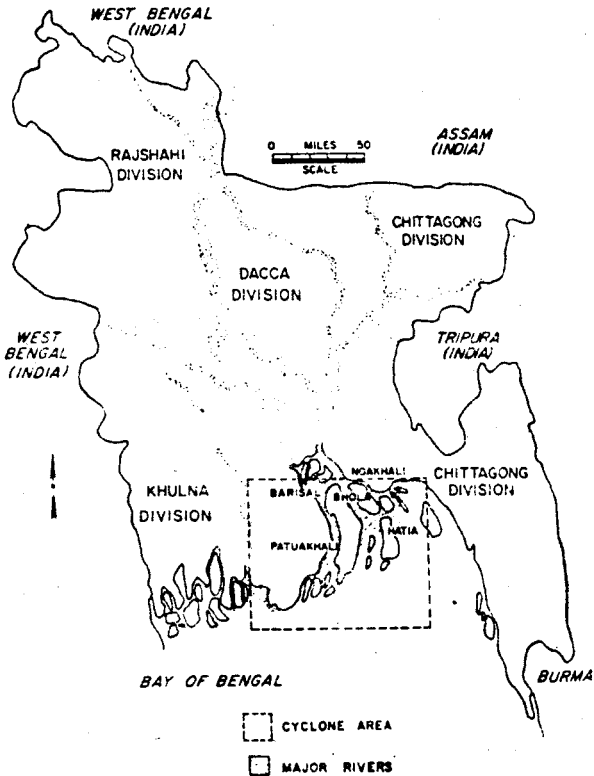 WEST BENGAL
(INDIA)
0 MILES 50
SCALE
ASSAM
(INDIA)
RAJSHAHI
DIVISION
CHITTAGONG
DIVISION
DACCA
DIVISION
WEST
BENGAL
(INDIA)
TRIPURA
(INDIA)
NOAKHALI
CHITTAGONG
DIVISION
KHULNA
DIVISION
BARISAL
BHOLA
HATIA
PATUAKHALI
BAY OF BENGAL
BURMA
CYCLONE AREA
MAJOR RIVERS